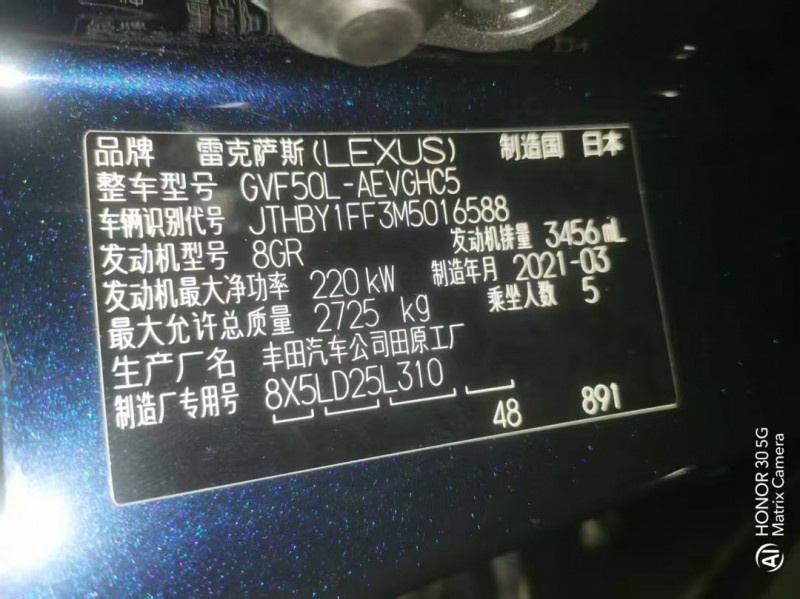 品牌 雷克萨斯(LEXUS) 制造国 日本
整车型号 GVF50L-AEVGHC5
车辆识别代号 JTHBY1FF3M5016588
发动机型号 8GR 发动机排量 3456 mL
发动机最大净功率 220 kW 制造年月 2021-03
最大允许总质量 2725 kg 乘坐人数 5
生产厂名 丰田汽车公司田原工厂
制造厂专用号 8X5LD25L310
48 891
HONOR 30 5G
Matrix Camera